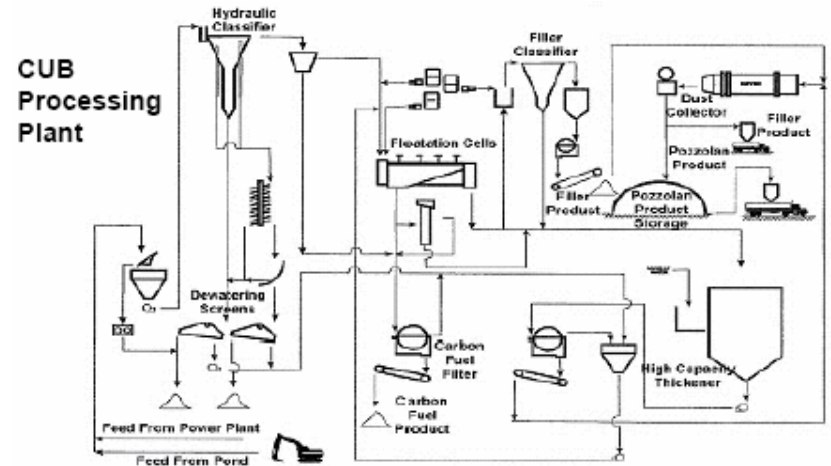 CUB
Processing
Plant
Hydraulic
Classifier
Filler
Classifier
Dust
Collector
Filler
Product
Pozzolan
Product
Floatation Cells
Filler
Product
Pozzolan
Product
Storage
Dewatering
Screens
Carbon
Fuel
Filter
High Capacity
Thickener
Carbon
Fuel
Product
Feed From Power Plant
Feed From Pond